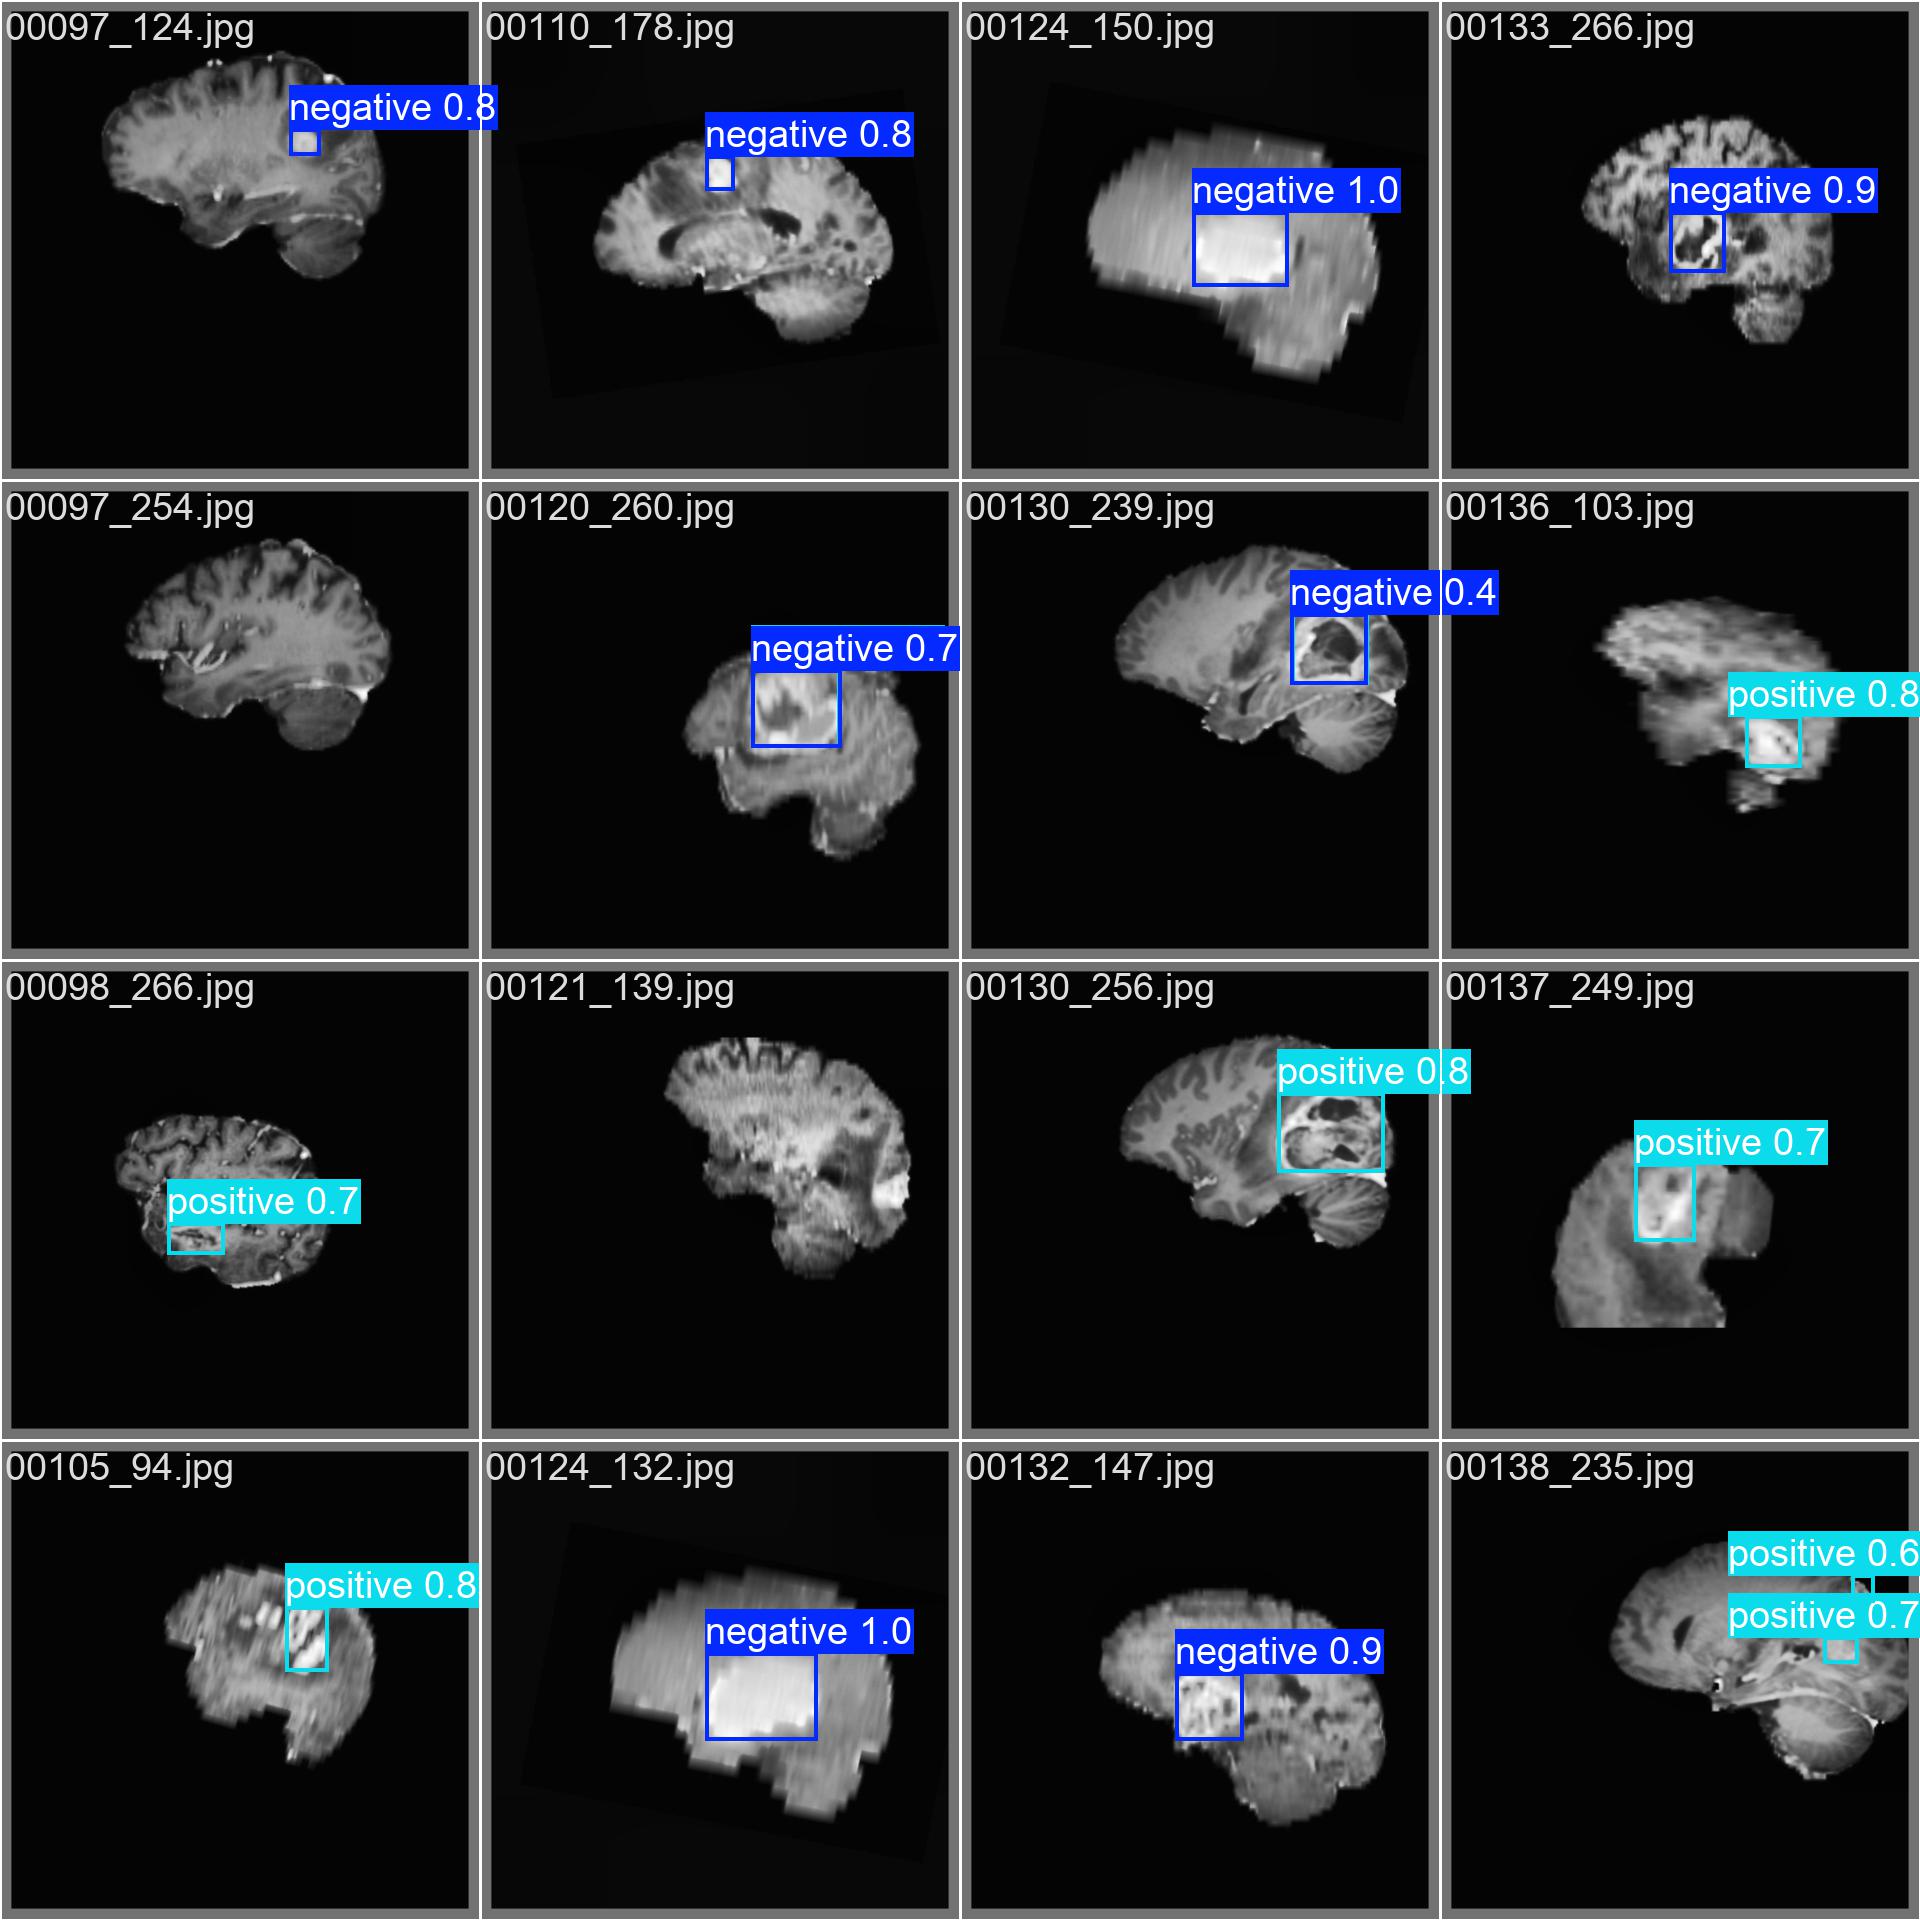 00097_124.jpg
negative 0.8
00110_178.jpg
negative 0.8
00124_150.jpg
negative 1.0
00133_266.jpg
negative 0.9
00097_254.jpg
00120_260.jpg
negative 0.7
00130_239.jpg
negative 0.4
00136_103.jpg
positive 0.8
00098_266.jpg
positive 0.7
00121_139.jpg
00130_256.jpg
positive 0.8
00137_249.jpg
positive 0.7
00105_94.jpg
positive 0.8
00124_132.jpg
negative 1.0
00132_147.jpg
negative 0.9
00138_235.jpg
positive 0.6
positive 0.7